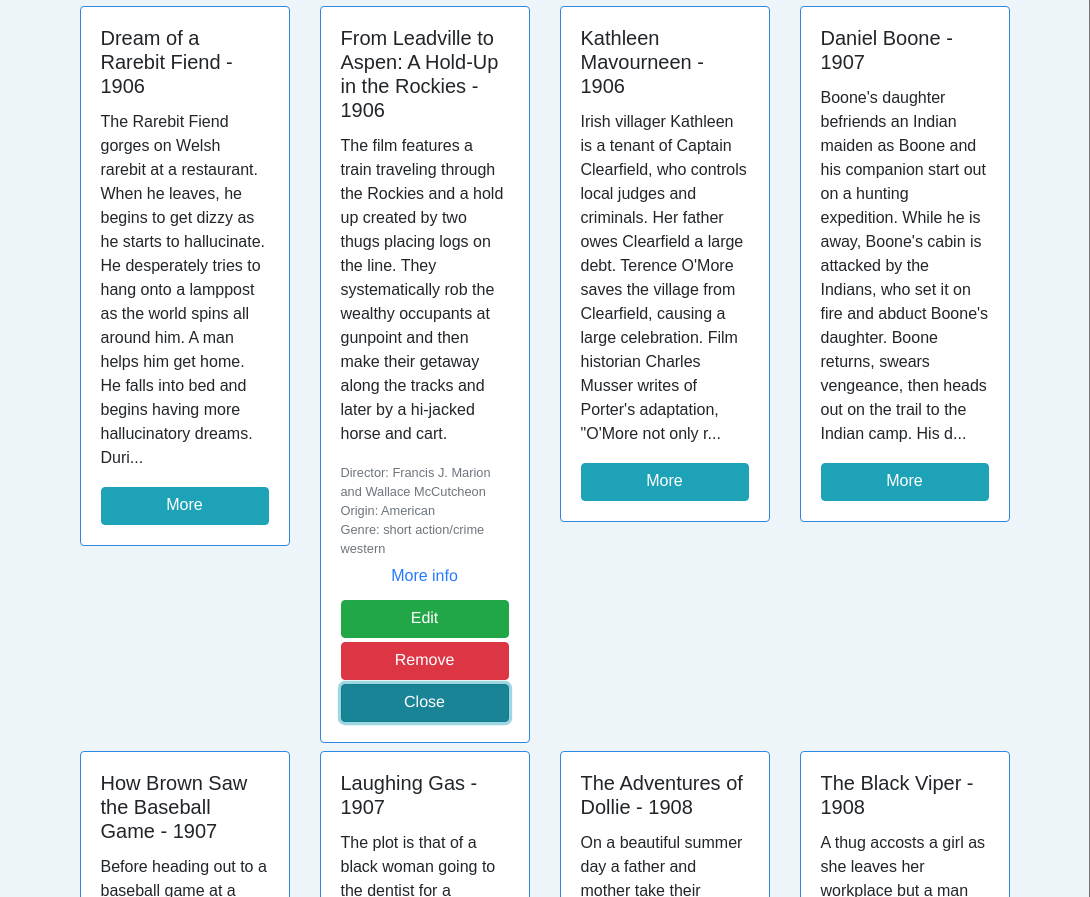 Dream of a
Rarebit Fiend -
1906
The Rarebit Fiend
gorges on Welsh
rarebit at a restaurant.
When he leaves, he
begins to get dizzy as
he starts to hallucinate.
He desperately tries to
hang onto a lamppost
as the world spins all
around him. A man
helps him get home.
He falls into bed and
begins having more
hallucinatory dreams.
Duri...
More
From Leadville to
Aspen: A Hold-Up
in the Rockies -
1906
The film features a
train traveling through
the Rockies and a hold
up created by two
thugs placing logs on
the line. They
systematically rob the
wealthy occupants at
gunpoint and then
make their getaway
along the tracks and
later by a hi-jacked
horse and cart.
Director: Francis J. Marion
and Wallace McCutcheon
Origin: American
Genre: short action/crime
western
More info
Edit
Remove
Close
Kathleen
Mavourneen -
1906
Irish villager Kathleen
is a tenant of Captain
Clearfield, who controls
local judges and
criminals. Her father
owes Clearfield a large
debt. Terence O'More
saves the village from
Clearfield, causing a
large celebration. Film
historian Charles
Musser writes of
Porter's adaptation,
"O'More not only r...
More
Daniel Boone -
1907
Boone's daughter
befriends an Indian
maiden as Boone and
his companion start out
on a hunting
expedition. While he is
away, Boone's cabin is
attacked by the
Indians, who set it on
fire and abduct Boone's
daughter. Boone
returns, swears
vengeance, then heads
out on the trail to the
Indian camp. His d...
More
How Brown Saw
the Baseball
Game - 1907
Before heading out to a
baseball game at a
Laughing Gas -
1907
The plot is that of a
black woman going to
the dentist for a
The Adventures of
Dollie - 1908
On a beautiful summer
day a father and
mother take their
The Black Viper -
1908
A thug accosts a girl as
she leaves her
workplace but a man